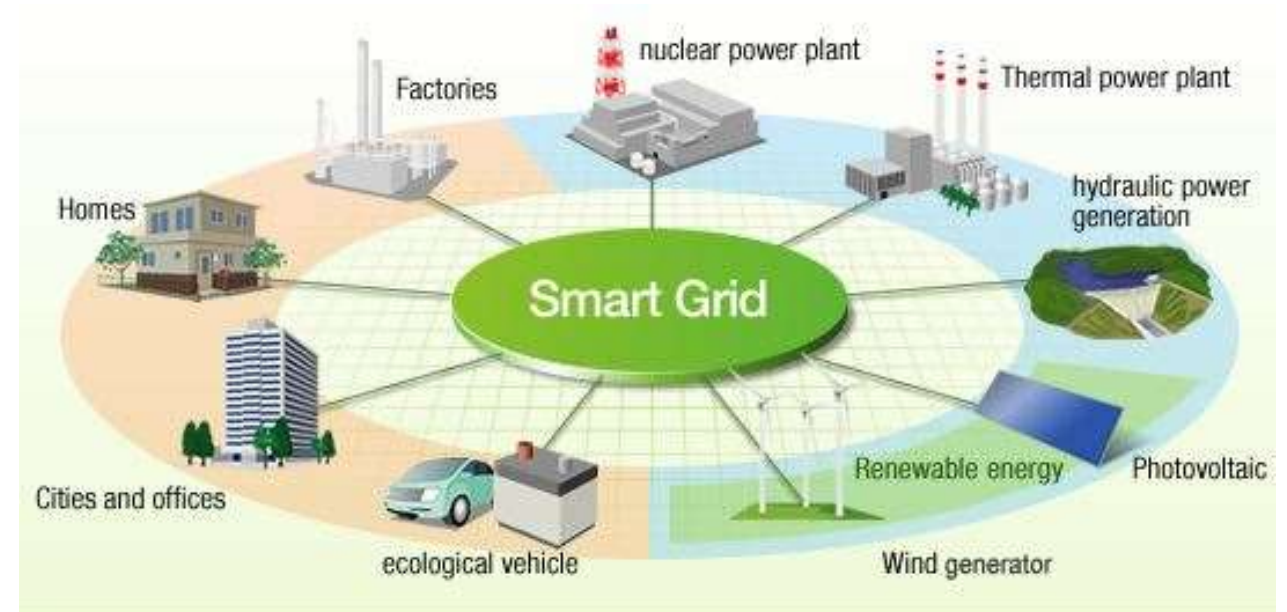 nuclear power plant
Factories
Thermal power plant
hydraulic power
generation
Homes
Smart Grid
Renewable energy
Photovoltaic
Cities and offices
ecological vehicle
Wind generator